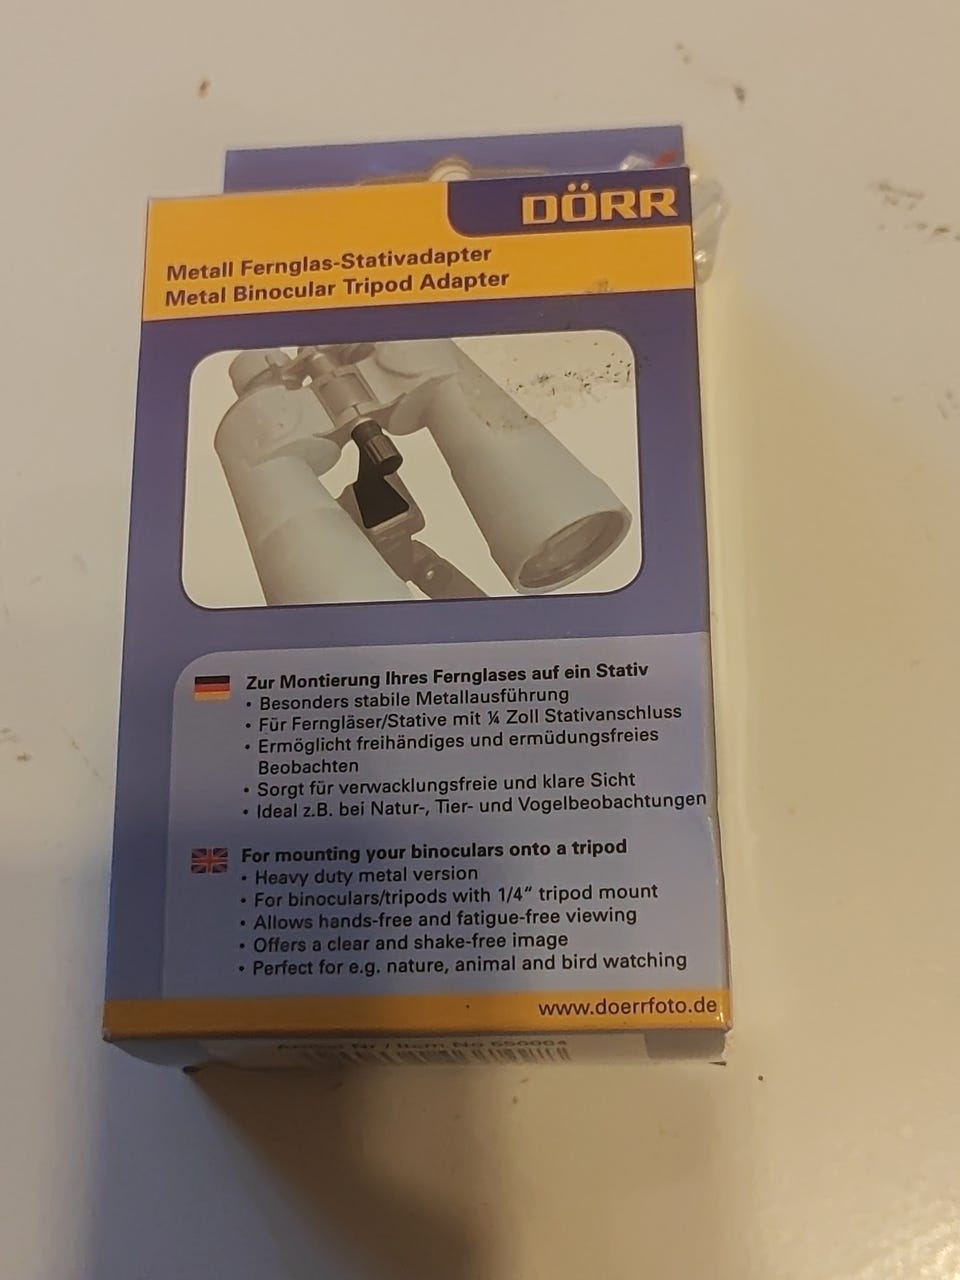 DÖRR
Metall Fernglas-Stativadapter
Metal Binocular Tripod Adapter
Zur Montierung Ihres Fernglases auf ein Stativ
• Besonders stabile Metallausführung
• Für Ferngläser/Stative mit ¼ Zoll Stativanschluss
• Ermöglicht freihändiges und ermüdungsfreies
Beobachten
• Sorgt für verwacklungsfreie und klare Sicht
• Ideal z.B. bei Natur-, Tier- und Vogelbeobachtungen
For mounting your binoculars onto a tripod
• Heavy duty metal version
• For binoculars/tripods with 1/4“ tripod mount
• Allows hands-free and fatigue-free viewing
• Offers a clear and shake-free image
• Perfect for e.g. nature, animal and bird watching
www.doerrfoto.de
Nr / Item No